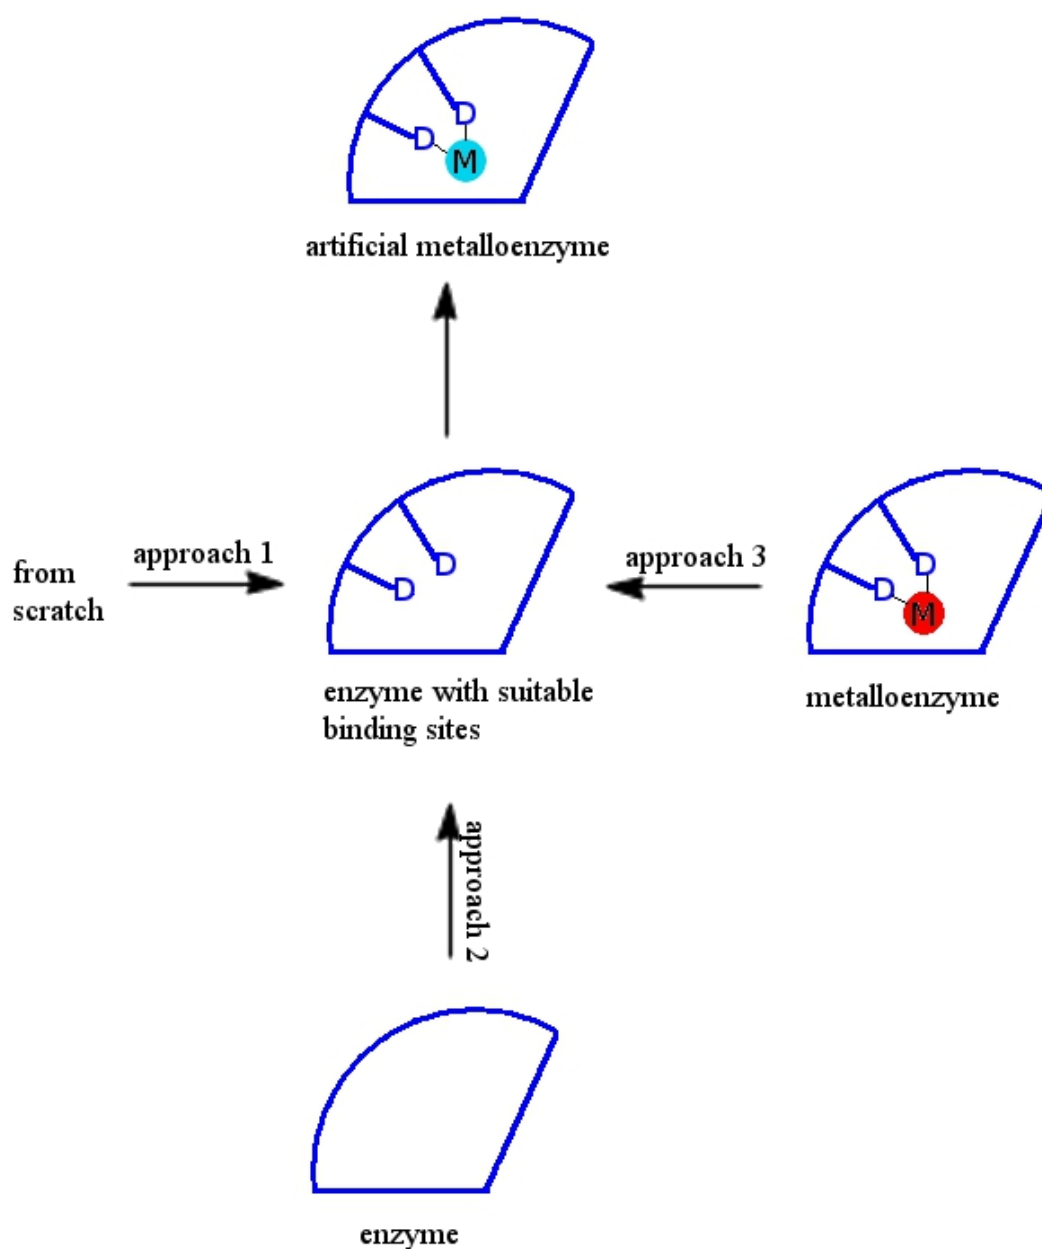 D
D
M
artificial metalloenzyme
from
scratch
approach 1
D
D
enzyme with suitable
binding sites
approach 3
D
D
M
metalloenzyme
approach 2
enzyme